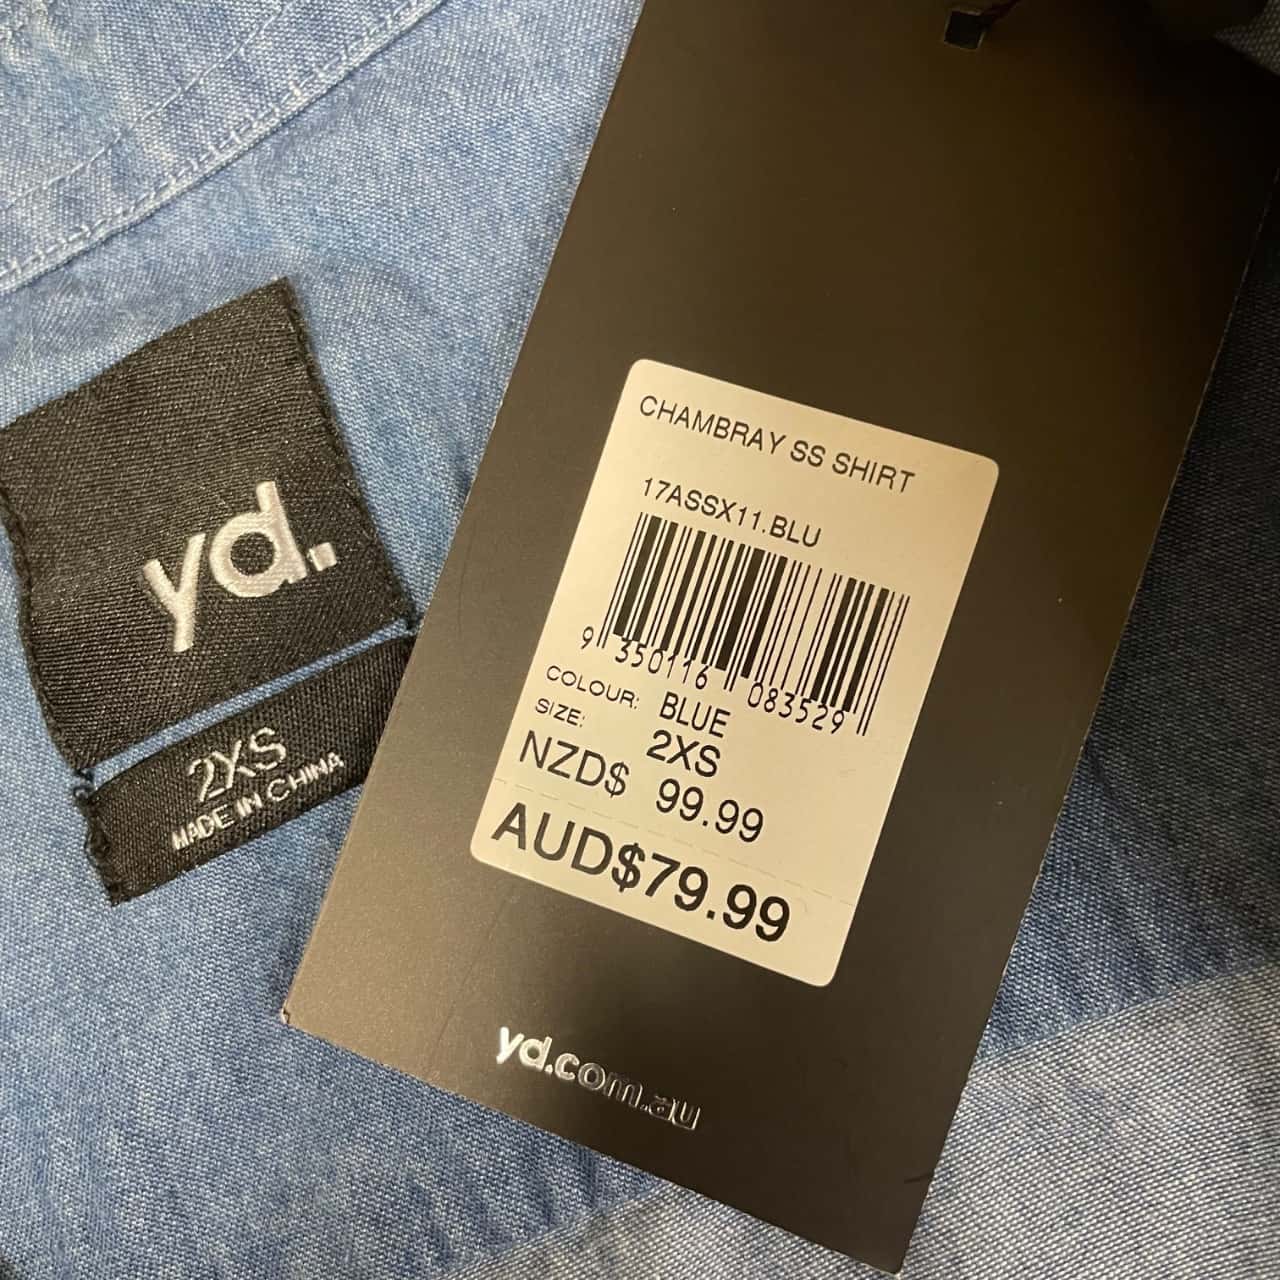 yd.
2XS
MADE IN CHINA
CHAMBRAY SS SHIRT
17ASSX11.BLU
9 350116 083529
COLOUR: BLUE
SIZE: 2XS
NZD$ 99.99
AUD$79.99
yd.com.au